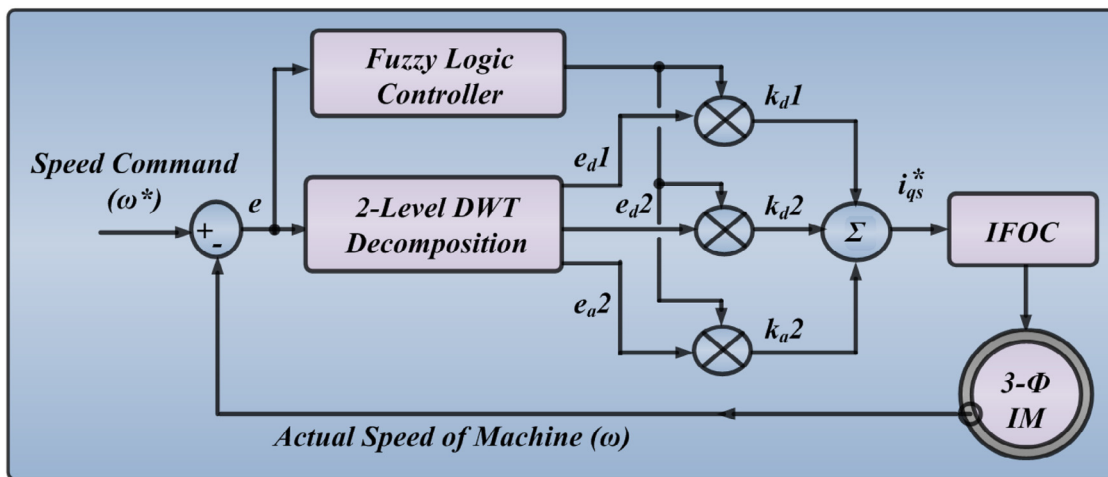 Fuzzy Logic
Controller
k_d1
Speed Command
(ω*)
e_d1
i_qs^*
e
2-Level DWT
Decomposition
e_d2
k_d2
+
-
Σ
IFOC
e_a2
k_a2
3-Φ
IM
Actual Speed of Machine (ω)